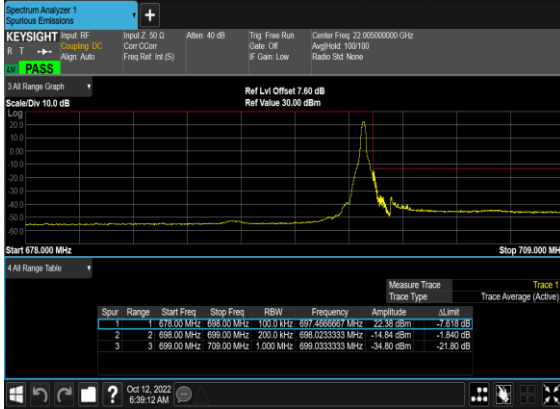 Spectrum Analyzer 1
Spurious Emissions
+
KEYSIGHT
R T
PASS
Input: RF
Coupling: DC
Align: Auto
Input Z: 50 Ω
Corr CCorr
Freq Ref: Int (S)
Atten: 40 dB
Trig: Free Run
Gate: Off
IF Gain: Low
Center Freq: 22.005000000 GHz
Avg|Hold: 100/100
Radio Std: None
3 All Range Graph
Scale/Div 10.0 dB
Ref Lvl Offset 7.60 dB
Ref Value 30.00 dBm
Log
20.0
10.0
0.00
-10.0
-20.0
-30.0
-40.0
-50.0
-60.0
Start 678.000 MHz
Stop 709.000 MH
4 All Range Table
Measure Trace Trace 1
Trace Type Trace Average (Active)
Spur Range Start Freq Stop Freq RBW Frequency Amplitude ΔLimit
1 1 678.00 MHz 698.00 MHz 100.0 kHz 697.4666667 MHz 22.38 dBm -7.618 dB
2 2 698.00 MHz 699.00 MHz 200.0 kHz 698.0233333 MHz -14.84 dBm -1.840 dB
3 3 699.00 MHz 709.00 MHz 1.000 MHz 699.0333333 MHz -34.80 dBm -21.80 dB
?
Oct 12, 2022
6:39:12 AM